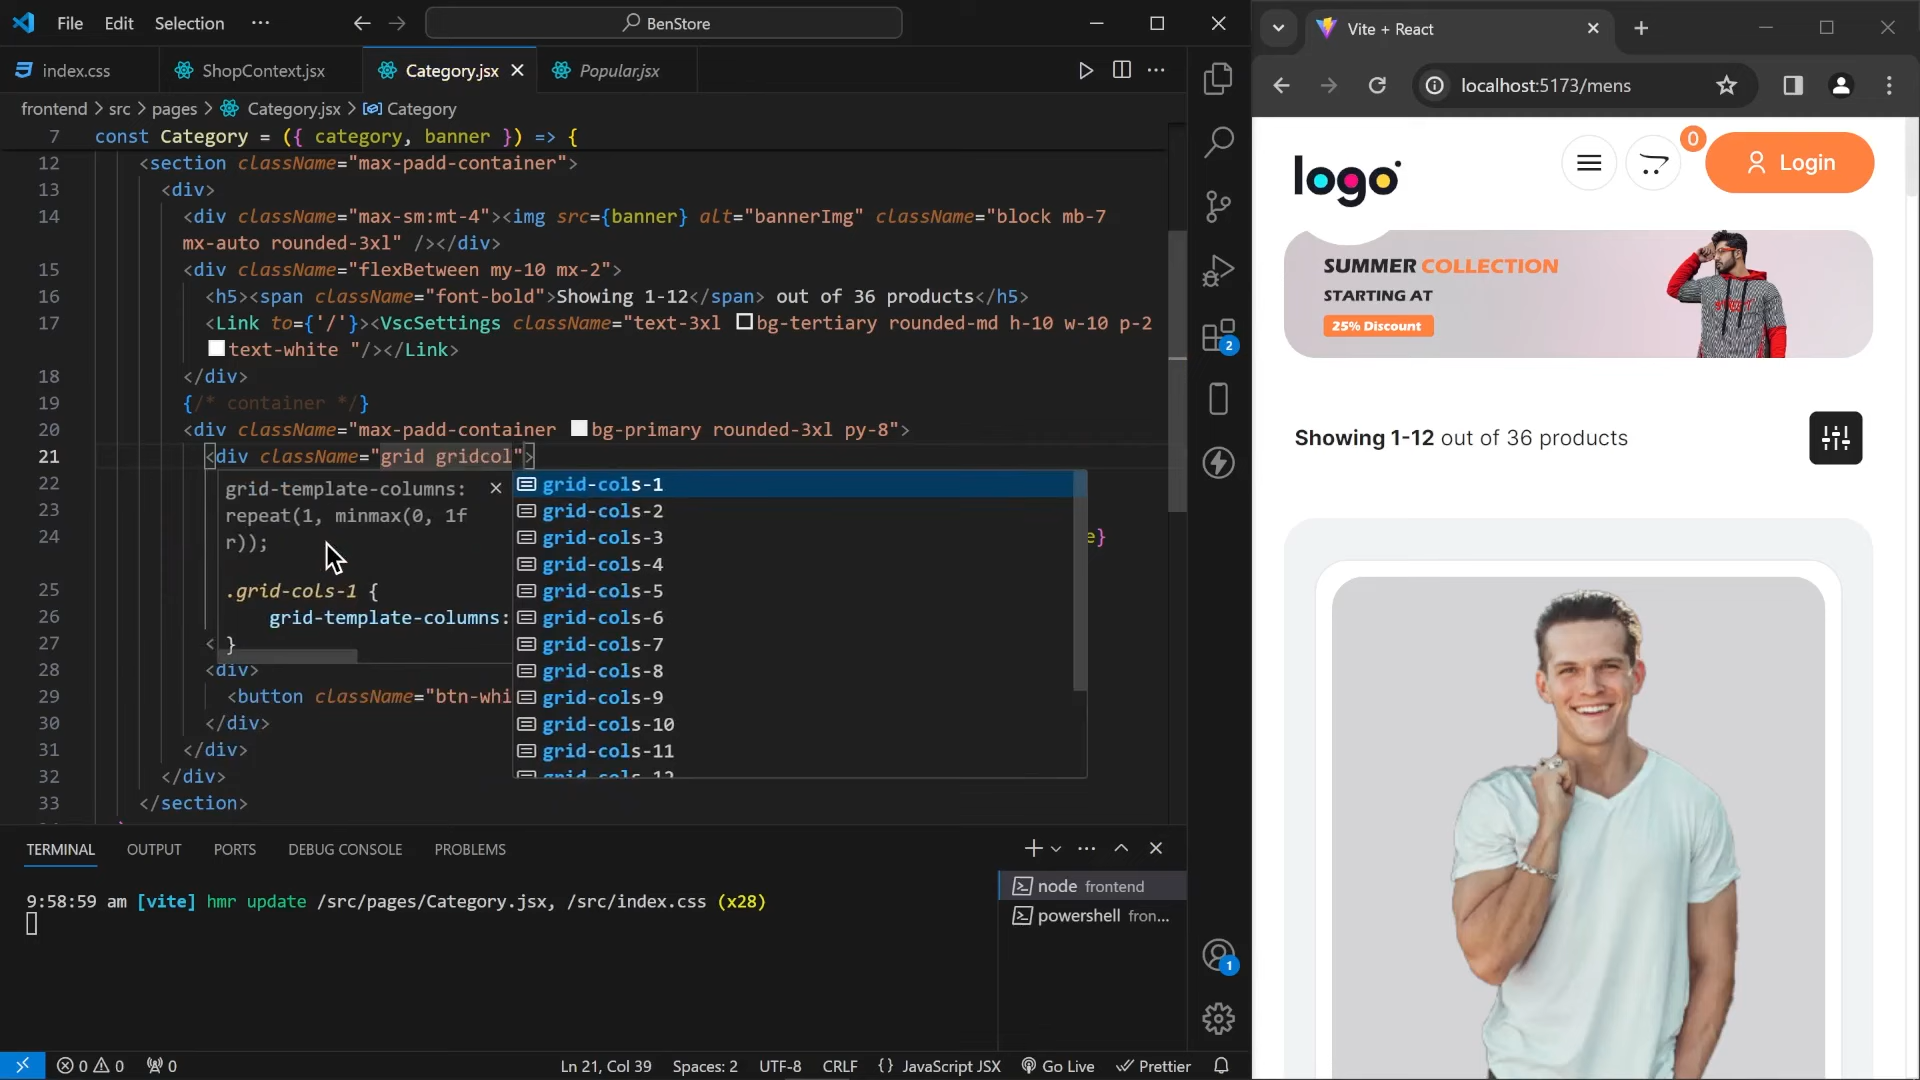 File Edit Selection ···
BenStore
index.css
ShopContext.jsx
Category.jsx
Popular.jsx
frontend > src > pages > Category.jsx > Category
7 const Category = ({ category, banner }) => {
12 <section className="max-padd-container">
13 <div>
14 <div className="max-sm:mt-4"><img src={banner} alt="bannerImg" className="block mb-7
mx-auto rounded-3xl" /></div>
15 <div className="flexBetween my-10 mx-2">
16 <h5><span className="font-bold">Showing 1-12</span> out of 36 products</h5>
17 <Link to={'/'}><VscSettings className="text-3xl bg-tertiary rounded-md h-10 w-10 p-2
text-white "/></Link>
18 </div>
19 {/* container */}
20 <div className="max-padd-container bg-primary rounded-3xl py-8">
21 <div className="grid gridcol">
22
23
24 e}
25
26
27 <
28 <div>
29 <button className="btn-whi
30 </div>
31 </div>
32 </div>
33 </section>
grid-template-columns:
repeat(1, minmax(0, 1f
r));
.grid-cols-1 {
grid-template-columns:
}
grid-cols-1
grid-cols-2
grid-cols-3
grid-cols-4
grid-cols-5
grid-cols-6
grid-cols-7
grid-cols-8
grid-cols-9
grid-cols-10
grid-cols-11
grid-cols-12
TERMINAL OUTPUT PORTS DEBUG CONSOLE PROBLEMS
9:58:59 am [vite] hmr update /src/pages/Category.jsx, /src/index.css (x28)
node frontend
powershell fron...
2
1
0 0 0
Ln 21, Col 39 Spaces: 2 UTF-8 CRLF {} JavaScript JSX Go Live Prettier
Vite + React
localhost:5173/mens
logo
0
Login
SUMMER COLLECTION
STARTING AT
25% Discount
Showing 1-12 out of 36 products